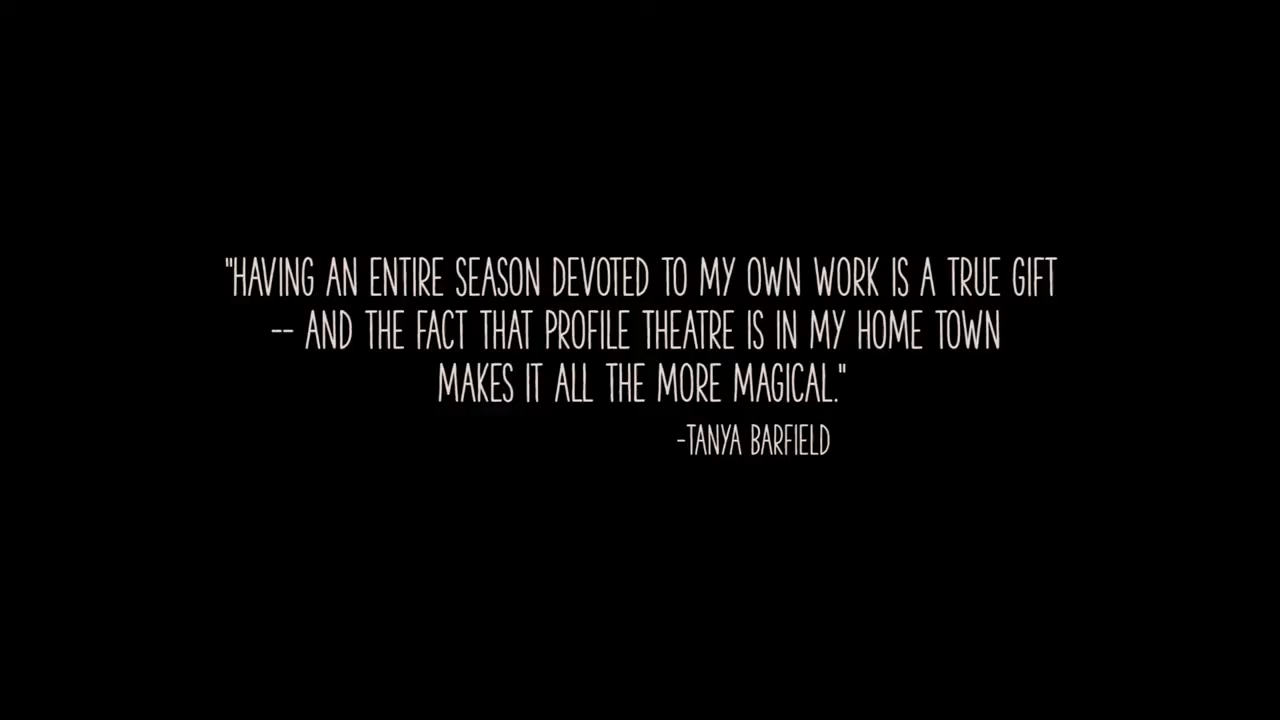 "HAVING AN ENTIRE SEASON DEVOTED TO MY OWN WORK IS A TRUE GIFT
-- AND THE FACT THAT PROFILE THEATRE IS IN MY HOME TOWN
MAKES IT ALL THE MORE MAGICAL."
-TANYA BARFIELD